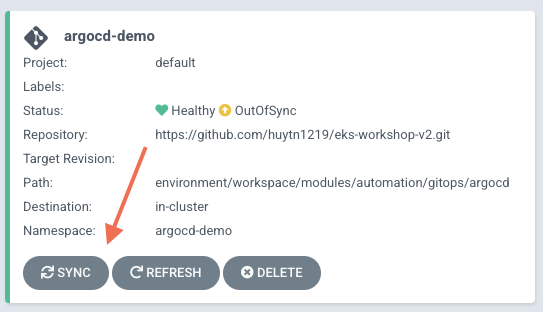 argocd-demo
Project: default
Labels:
Status: Healthy OutOfSync
Repository: https://github.com/huytn1219/eks-workshop-v2.git
Target Revision:
Path: environment/workspace/modules/automation/gitops/argocd
Destination: in-cluster
Namespace: argocd-demo
SYNC REFRESH DELETE